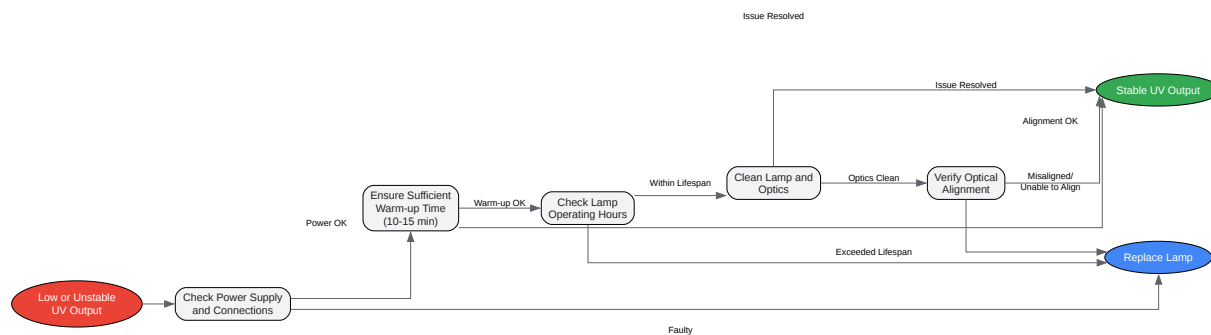 Issue Resolved
Issue Resolved
Stable UV Output
Alignment OK
Ensure Sufficient
Warm-up Time
(10-15 min)
Warm-up OK
Check Lamp
Operating Hours
Within Lifespan
Clean Lamp and
Optics
Optics Clean
Verify Optical
Alignment
Misaligned/
Unable to Align
Power OK
Exceeded Lifespan
Replace Lamp
Low or Unstable
UV Output
Check Power Supply
and Connections
Faulty